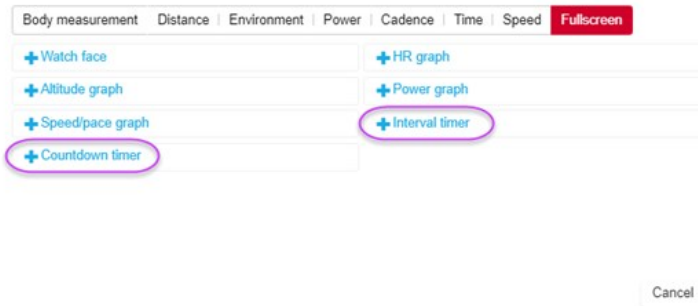 Body measurement Distance Environment Power Cadence Time Speed Fullscreen
Watch face HR graph
Altitude graph Power graph
Speed/pace graph Interval timer
Countdown timer
Cancel